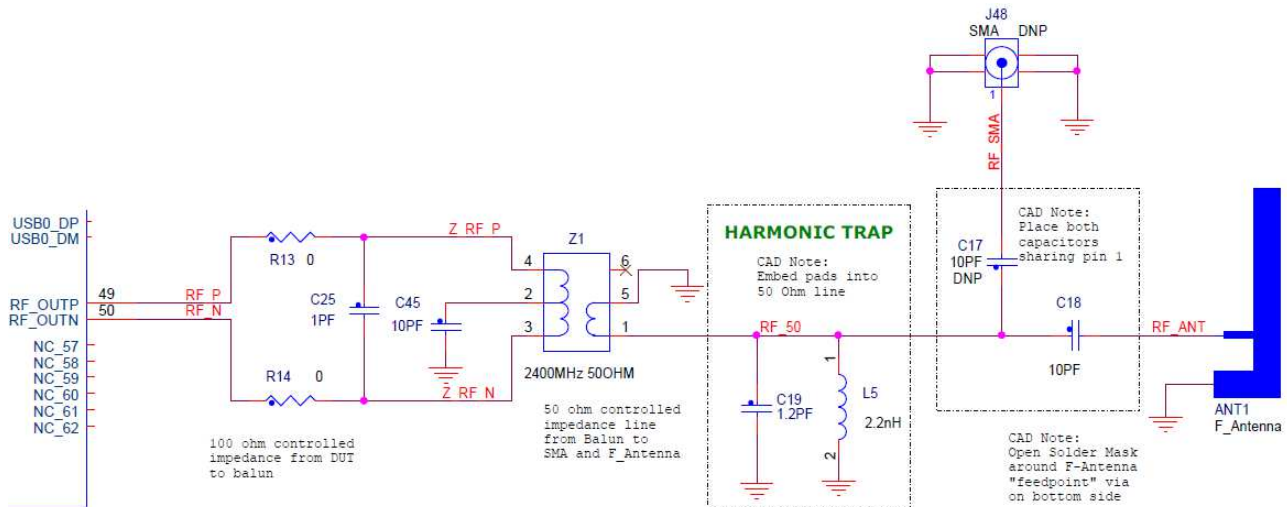 J48
SMA DNP
1
RF_SMA
USB0_DP
USB0_DM
RF_OUTP
RF_OUTN
NC_57
NC_58
NC_59
NC_60
NC_61
NC_62
49
50
RF_P
RF_N
R13 0
R14 0
100 ohm controlled
impedance from DUT
to balun
C25
1PF
C45
10PF
Z_RF_P
Z_RF_N
Z1
4
2
3
6
5
1
2400MHz 50OHM
50 ohm controlled
impedance line
from Balun to
SMA and F_Antenna
HARMONIC TRAP
CAD Note:
Embed pads into
50 Ohm line
RF_50
C19
1.2PF
1
L5
2.2nH
2
CAD Note:
Place both
capacitors
sharing pin 1
C17
10PF
DNP
C18
10PF
RF_ANT
ANT1
F_Antenna
CAD Note:
Open Solder Mask
around F-Antenna
"feedpoint" via
on bottom side